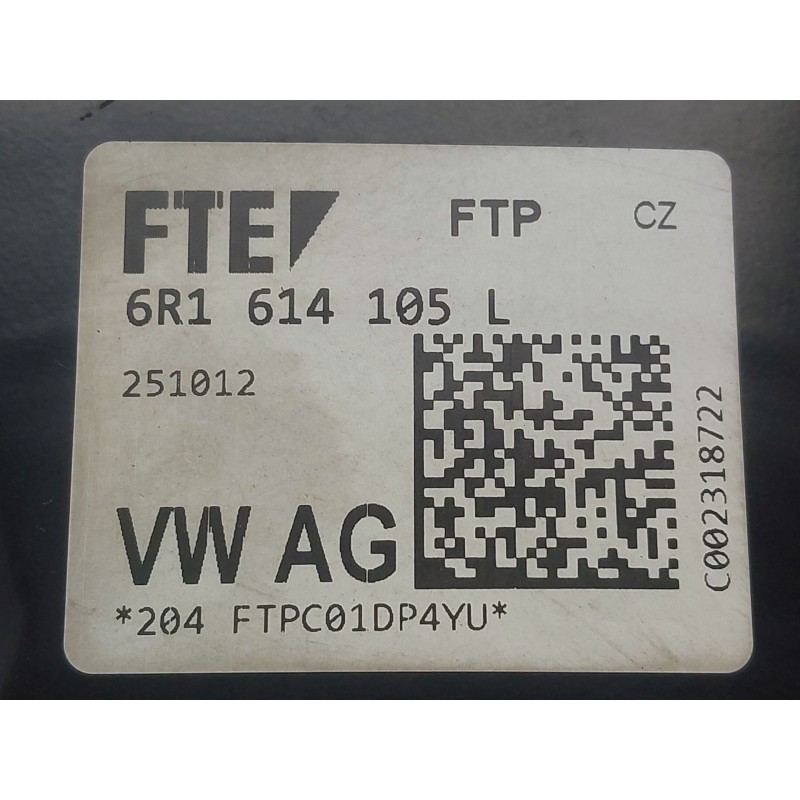 FTE FTP CZ
6R1 614 105 L
251012
C002318722
VW AG
*204 FTPC01DP4YU*